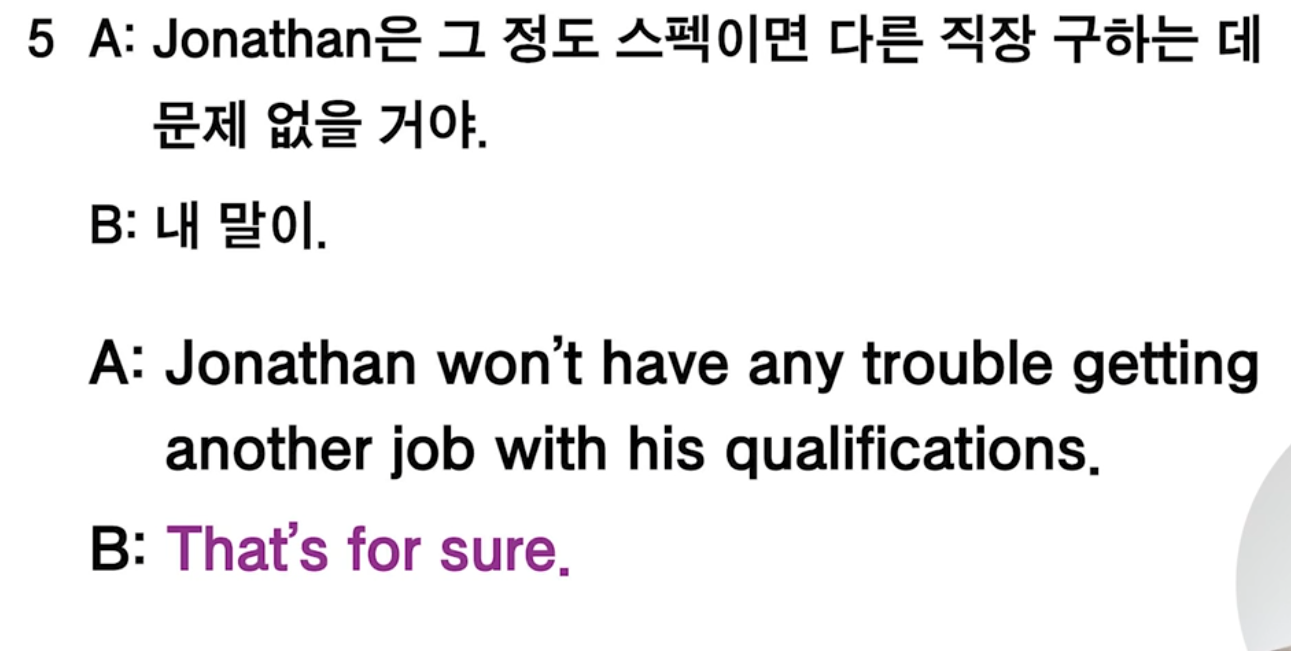 5 A: Jonathan은 그 정도 스펙이면 다른 직장 구하는 데
문제 없을 거야.
B: 내 말이.
A: Jonathan won't have any trouble getting
another job with his qualifications.
B: That's for sure.